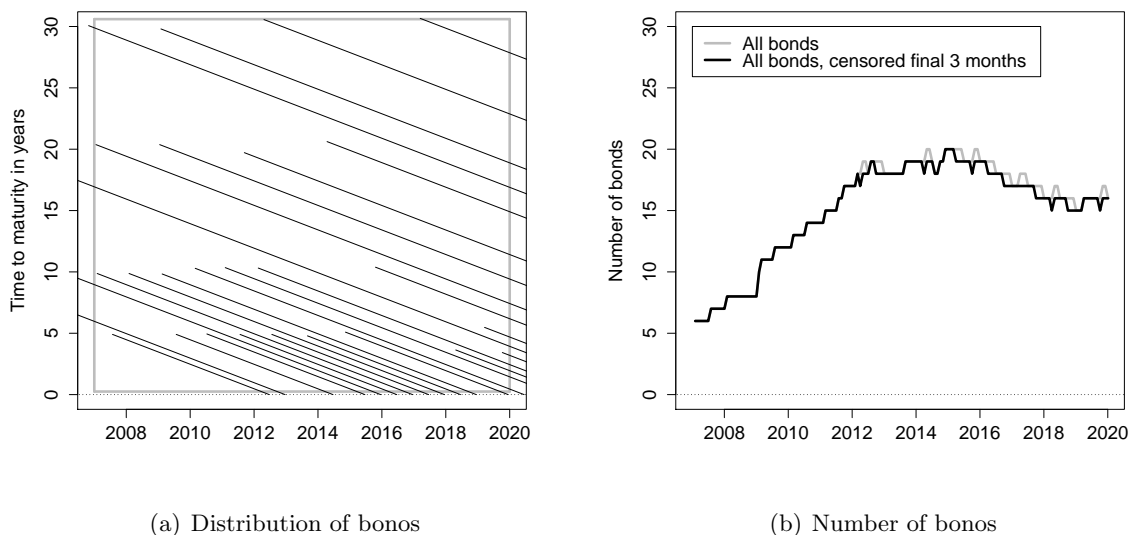 30
25
20
15
10
5
0
Time to maturity in years
2008 2010 2012 2014 2016 2018 2020
(a) Distribution of bonos
All bonds
All bonds, censored final 3 months
30
25
20
15
10
5
0
Number of bonds
2008 2010 2012 2014 2016 2018 2020
(b) Number of bonos